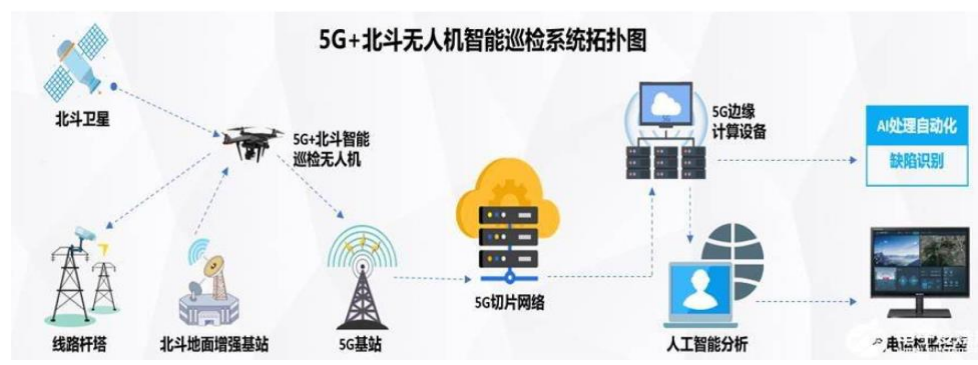 5G+北斗无人机智能巡检系统拓扑图
北斗卫星
5G+北斗智能
巡检无人机
5G边缘
计算设备
5G
AI处理自动化
缺陷识别
5G切片网络
线路杆塔
北斗地面增强基站
5G基站
人工智能分析